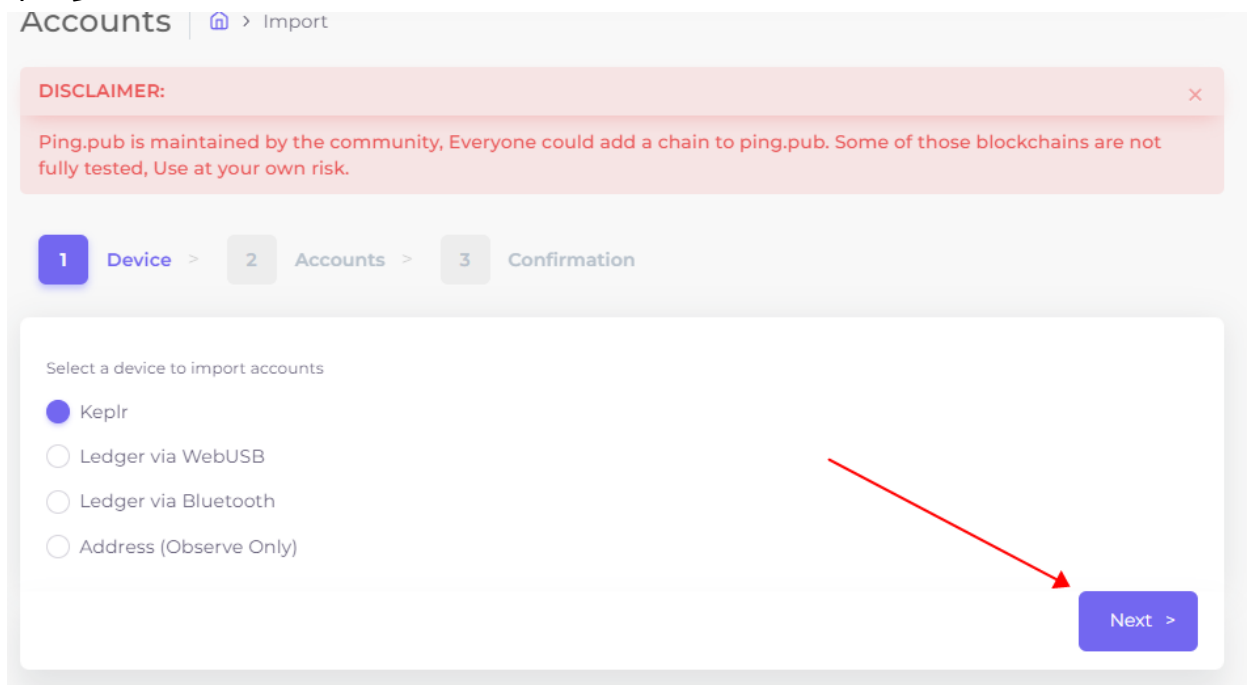 Accounts > Import
DISCLAIMER: ×
Ping.pub is maintained by the community, Everyone could add a chain to ping.pub. Some of those blockchains are not
fully tested, Use at your own risk.
1 Device > 2 Accounts > 3 Confirmation
Select a device to import accounts
Keplr
Ledger via WebUSB
Ledger via Bluetooth
Address (Observe Only)
Next >